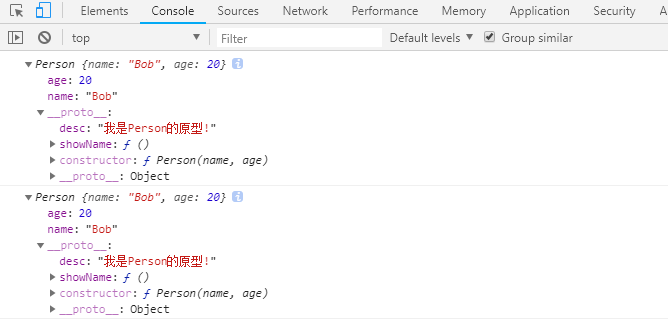 Elements Console Sources Network Performance Memory Application Security
top Filter Default levels Group similar
Person {name: "Bob", age: 20}
age: 20
name: "Bob"
__proto__:
desc: "我是Person的原型!"
showName: ƒ ()
constructor: ƒ Person(name, age)
__proto__: Object
Person {name: "Bob", age: 20}
age: 20
name: "Bob"
__proto__:
desc: "我是Person的原型!"
showName: ƒ ()
constructor: ƒ Person(name, age)
__proto__: Object